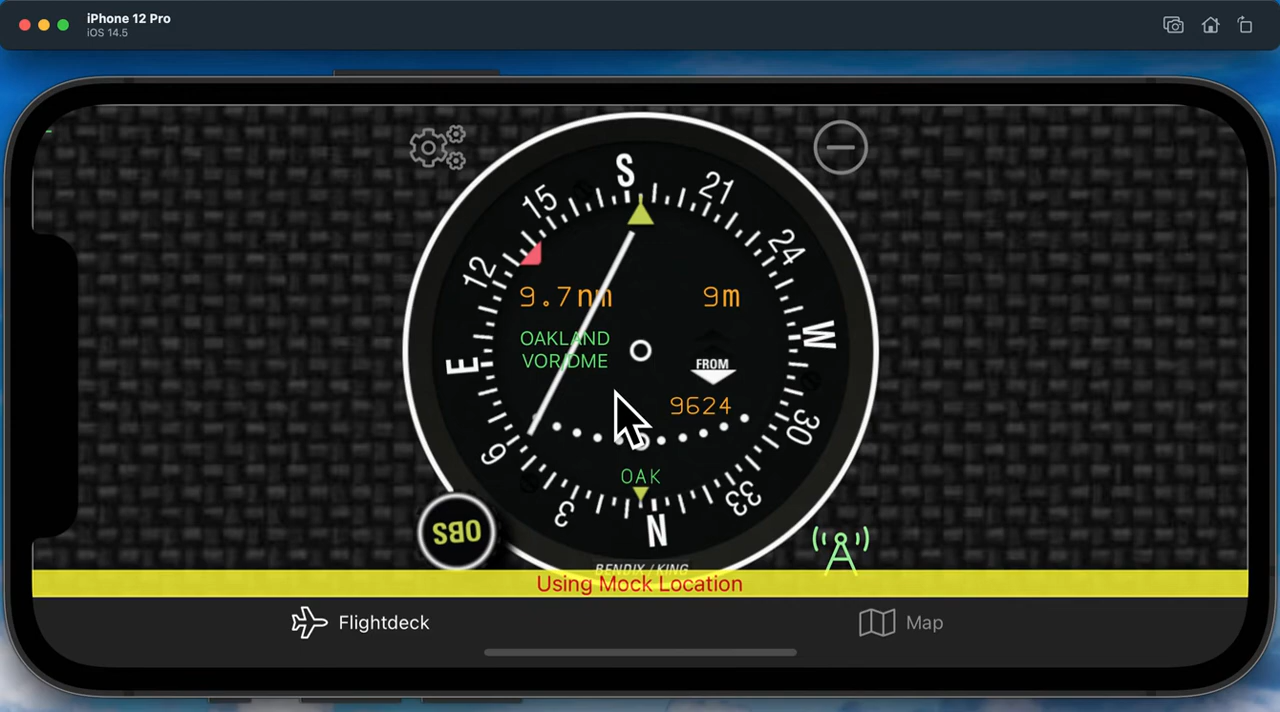 iPhone 12 Pro
iOS 14.5
S
15
21
12
24
9.7nm
9m
OAKLAND
VOR/DME
E
W
FROM
9624
6
30
OAK
3
33
N
OBS
BENDIX / KING
Using Mock Location
Flightdeck
Map